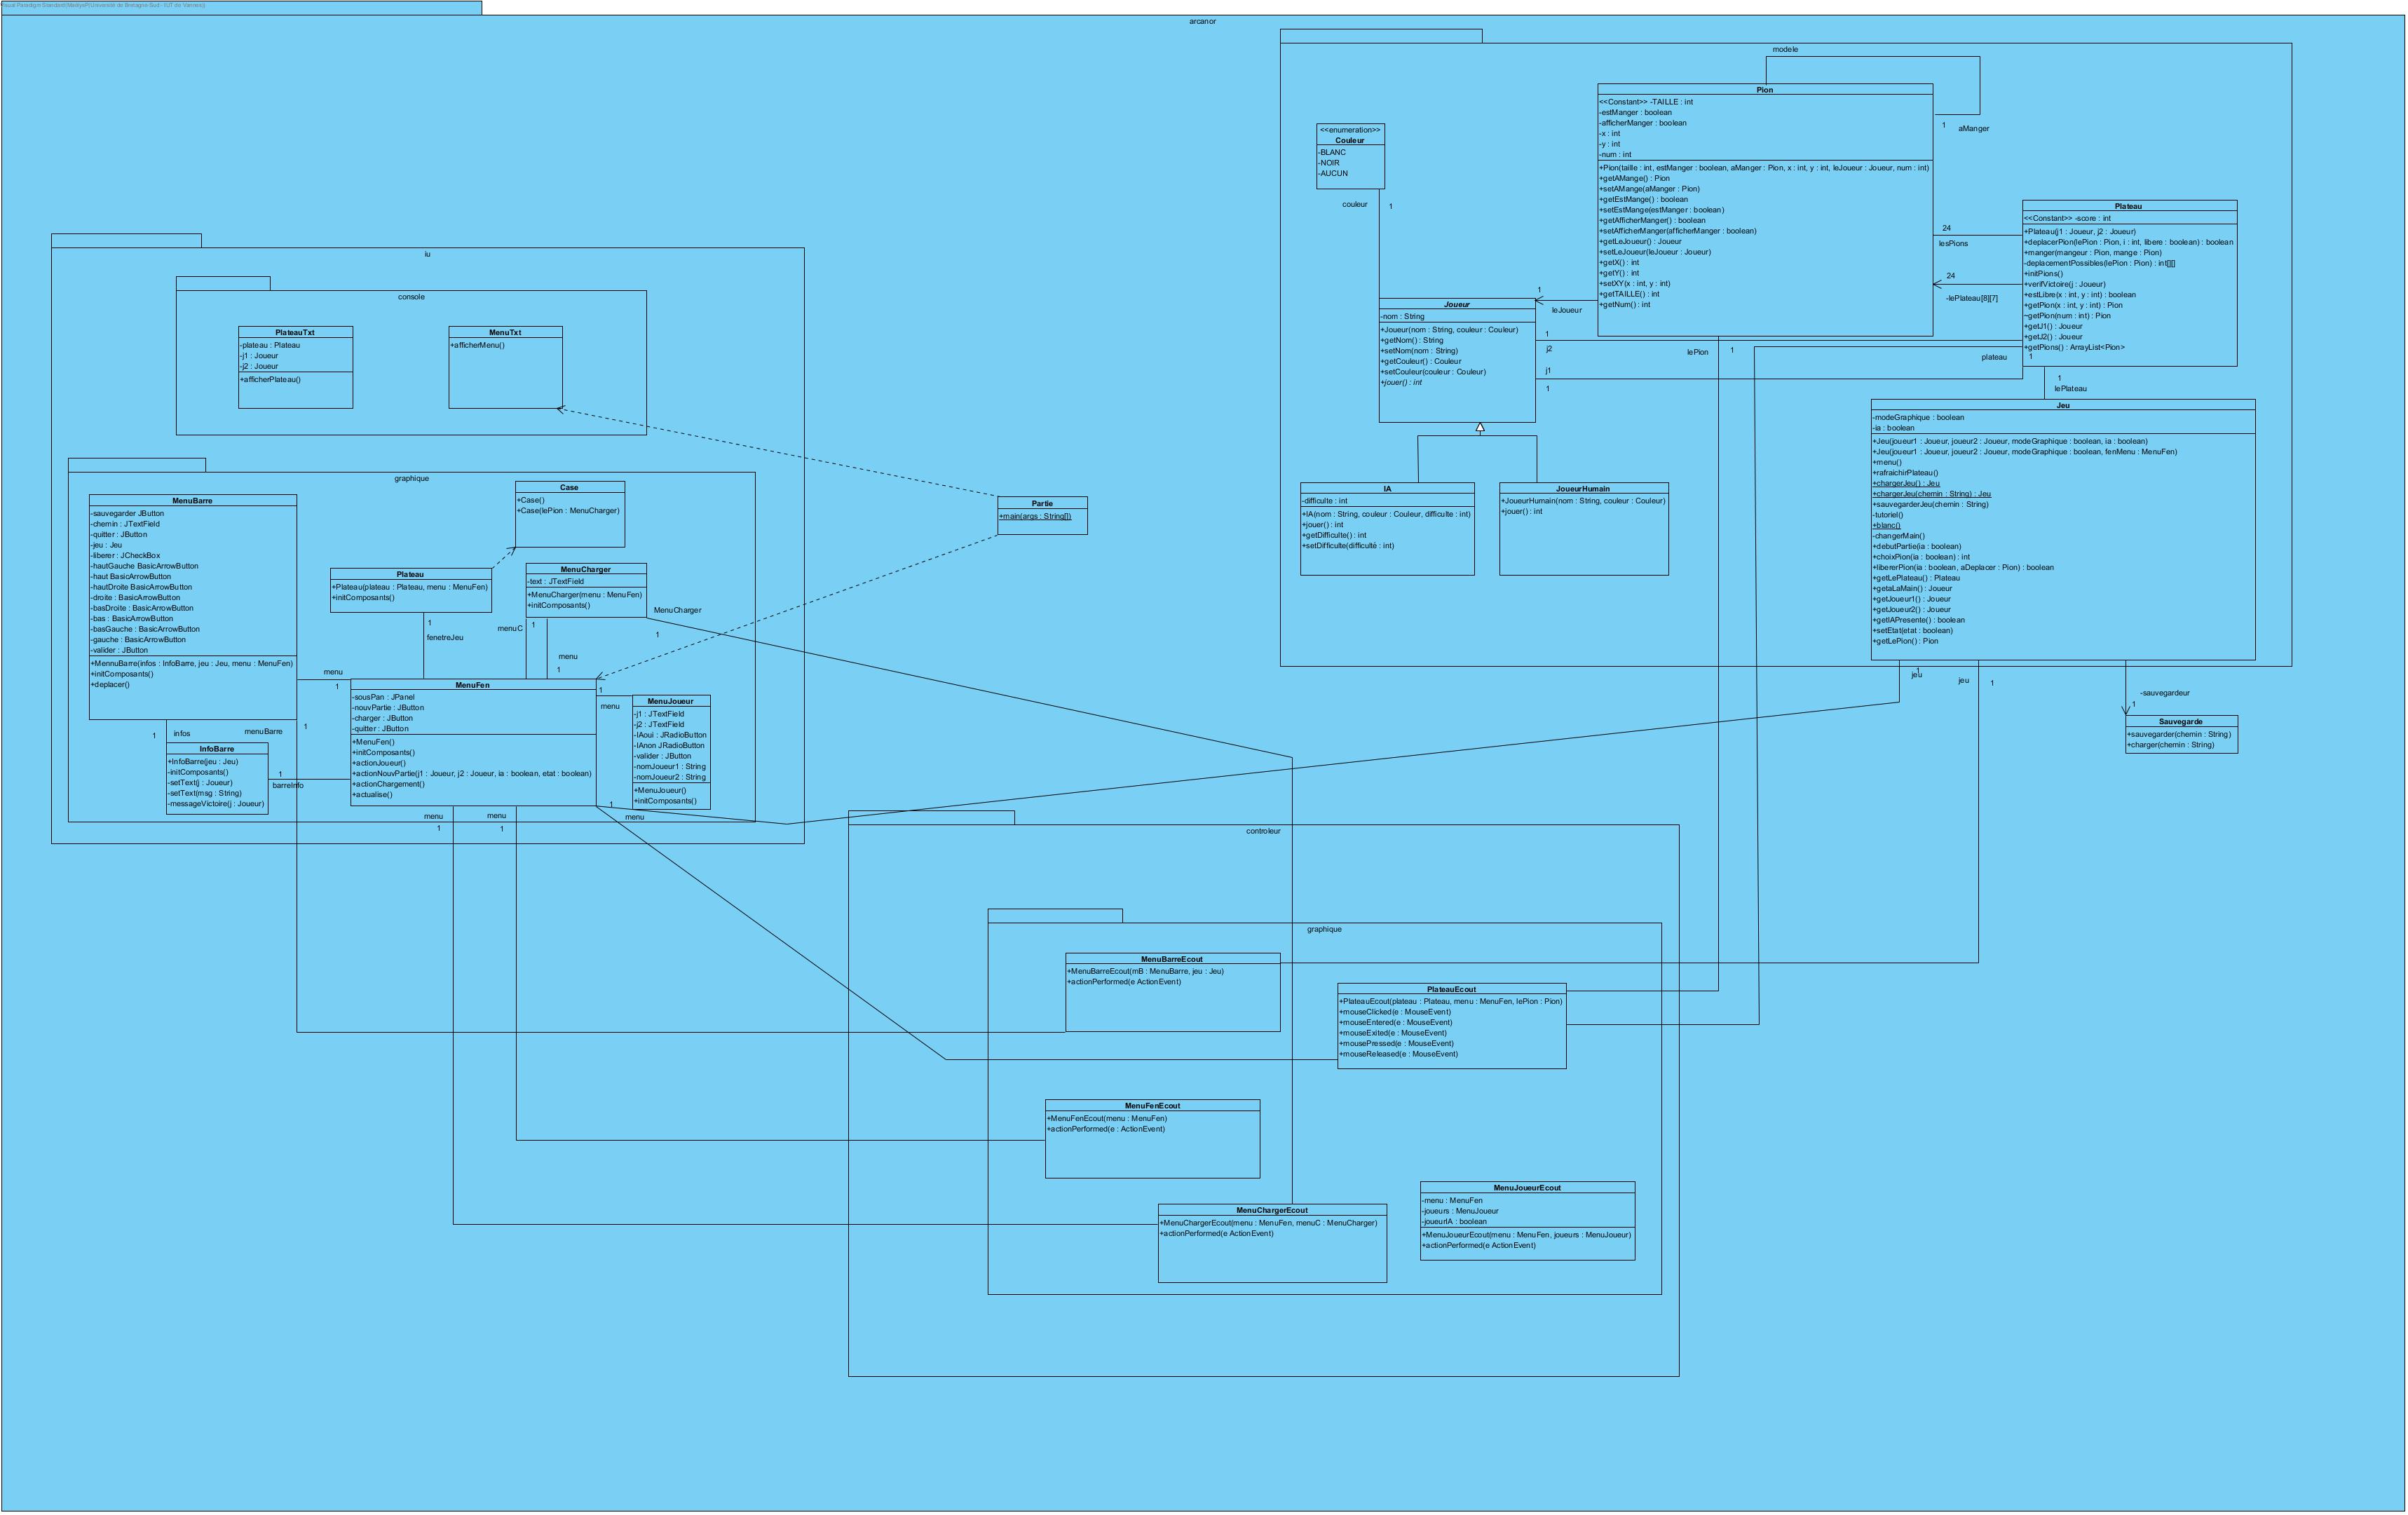 Visual Paradigm Standard(Maëlys(Université de Bretagne-Sud - IUT de Vannes))
arcanor
modele
Pion
<<Constant>> -TAILLE : int
-estManger : boolean
-afficherManger : boolean
-x : int
-y : int
-num : int
+Pion(taille : int, estManger : boolean, aManger : Pion, x : int, y : int, leJoueur : Joueur, num : int)
+getAMange() : Pion
+setAMange(aManger : Pion)
+getEstMange() : boolean
+setEstMange(estManger : boolean)
+getAfficherManger() : boolean
+setAfficherManger(afficherManger : boolean)
+getLeJoueur() : Joueur
+setLeJoueur(leJoueur : Joueur)
+getX() : int
+getY() : int
+setXY(x : int, y : int)
+getTAILLE() : int
+getNum() : int
1
aManger
<<enumeration>>
Couleur
-BLANC
-NOIR
-AUCUN
couleur
1
Plateau
<<Constant>> -score : int
+Plateau(j1 : Joueur, j2 : Joueur)
+deplacerPion(lePion : Pion, i : int, libere : boolean) : boolean
+manger(mangeur : Pion, mange : Pion)
-deplacementPossibles(lePion : Pion) : int[][]
+initPions()
+verifVictoire(j : Joueur)
+estLibre(x : int, y : int) : boolean
+getPion(x : int, y : int) : Pion
~getPion(num : int) : Pion
+getJ1() : Joueur
+getJ2() : Joueur
+getPions() : ArrayList<Pion>
24
lesPions
24
-lePlateau[8][7]
1
leJoueur
1
j2
j1
1
lePion
1
plateau
1
1
lePlateau
Joueur
-nom : String
+Joueur(nom : String, couleur : Couleur)
+getNom() : String
+setNom(nom : String)
+getCouleur() : Couleur
+setCouleur(couleur : Couleur)
+jouer() : int
IA
-difficulte : int
+IA(nom : String, couleur : Couleur, difficulte : int)
+jouer() : int
+getDifficulte() : int
+setDifficulte(difficulté : int)
JoueurHumain
+JoueurHumain(nom : String, couleur : Couleur)
+jouer() : int
Jeu
-modeGraphique : boolean
-ia : boolean
+Jeu(joueur1 : Joueur, joueur2 : Joueur, modeGraphique : boolean, ia : boolean)
+Jeu(joueur1 : Joueur, joueur2 : Joueur, modeGraphique : boolean, fenMenu : MenuFen)
+menu()
+rafraichirPlateau()
+chargerJeu() : Jeu
+chargerJeu(chemin : String) : Jeu
+sauvegarderJeu(chemin : String)
-tutoriel()
+blanc()
-changerMain()
+debutPartie(ia : boolean)
+choixPion(ia : boolean) : int
+libererPion(ia : boolean, aDeplacer : Pion) : boolean
+getLePlateau() : Plateau
+getaLaMain() : Joueur
+getJoueur1() : Joueur
+getJoueur2() : Joueur
+getIAPresente() : boolean
+setEtat(etat : boolean)
+getLePion() : Pion
1
jeu
jeu
1
-sauvegardeur
1
Sauvegarde
+sauvegarder(chemin : String)
+charger(chemin : String)
iu
console
PlateauTxt
-plateau : Plateau
-j1 : Joueur
-j2 : Joueur
+afficherPlateau()
MenuTxt
+afficherMenu()
Partie
+main(args : String[])
graphique
MenuBarre
-sauvegarder JButton
-chemin : JTextField
-quitter : JButton
-jeu : Jeu
-liberer : JCheckBox
-hautGauche BasicArrowButton
-haut BasicArrowButton
-hautDroite BasicArrowButton
-droite : BasicArrowButton
-basDroite : BasicArrowButton
-bas : BasicArrowButton
-basGauche : BasicArrowButton
-gauche : BasicArrowButton
-valider : JButton
+MennuBarre(infos : InfoBarre, jeu : Jeu, menu : MenuFen)
+initComposants()
+deplacer()
Case
+Case()
+Case(lePion : MenuCharger)
Plateau
+Plateau(plateau : Plateau, menu : MenuFen)
+initComposants()
1
fenetreJeu
MenuCharger
-text : JTextField
+MenuCharger(menu : MenuFen)
+initComposants()
menuC
1
menu
1
MenuCharger
1
menu
1
MenuFen
-sousPan : JPanel
-nouvPartie : JButton
-charger : JButton
-quitter : JButton
+MenuFen()
+initComposants()
+actionJoueur()
+actionNouvPartie(j1 : Joueur, j2 : Joueur, ia : boolean, etat : boolean)
+actionChargement()
+actualise()
1
menu
MenuJoueur
-j1 : JTextField
-j2 : JTextField
-IAoui : JRadioButton
-IAnon JRadioButton
-valider : JButton
-nomJoueur1 : String
-nomJoueur2 : String
+MenuJoueur()
+initComposants()
1
infos
menuBarre
1
InfoBarre
+InfoBarre(jeu : Jeu)
-initComposants()
-setText(j : Joueur)
-setText(msg : String)
-messageVictoire(j : Joueur)
1
barreInfo
menu
1
menu
1
1
menu
controleur
graphique
MenuBarreEcout
+MenuBarreEcout(mB : MenuBarre, jeu : Jeu)
+actionPerformed(e ActionEvent)
PlateauEcout
+PlateauEcout(plateau : Plateau, menu : MenuFen, lePion : Pion)
+mouseClicked(e : MouseEvent)
+mouseEntered(e : MouseEvent)
+mouseExited(e : MouseEvent)
+mousePressed(e : MouseEvent)
+mouseReleased(e : MouseEvent)
MenuFenEcout
+MenuFenEcout(menu : MenuFen)
+actionPerformed(e : ActionEvent)
MenuChargerEcout
+MenuChargerEcout(menu : MenuFen, menuC : MenuCharger)
+actionPerformed(e ActionEvent)
MenuJoueurEcout
-menu : MenuFen
-joueurs : MenuJoueur
-joueurIA : boolean
+MenuJoueurEcout(menu : MenuFen, joueurs : MenuJoueur)
+actionPerformed(e ActionEvent)